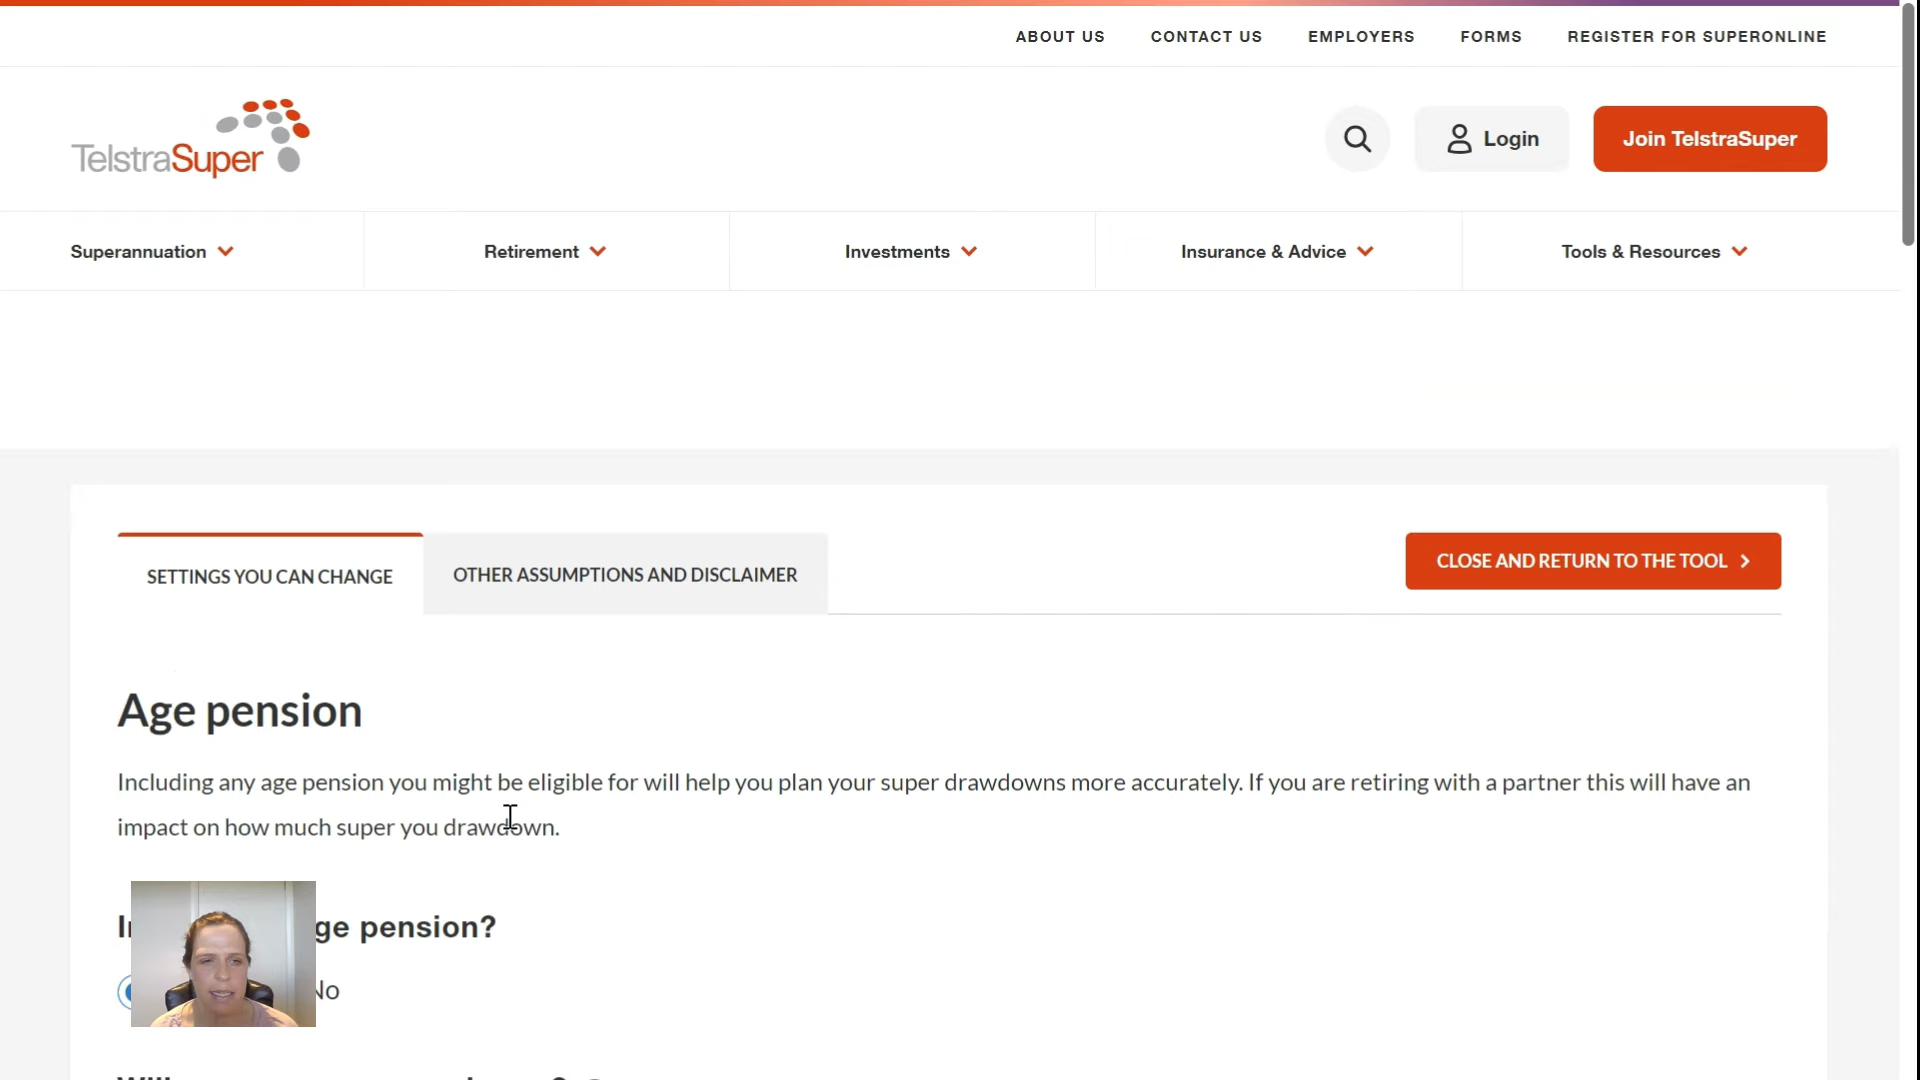 ABOUT US CONTACT US EMPLOYERS FORMS REGISTER FOR SUPERONLINE
TelstraSuper
Login
Join TelstraSuper
Superannuation Retirement Investments Insurance & Advice Tools & Resources
SETTINGS YOU CAN CHANGE
OTHER ASSUMPTIONS AND DISCLAIMER
CLOSE AND RETURN TO THE TOOL
Age pension
Including any age pension you might be eligible for will help you plan your super drawdowns more accurately. If you are retiring with a partner this will have an
impact on how much super you drawdown.
pension?
No